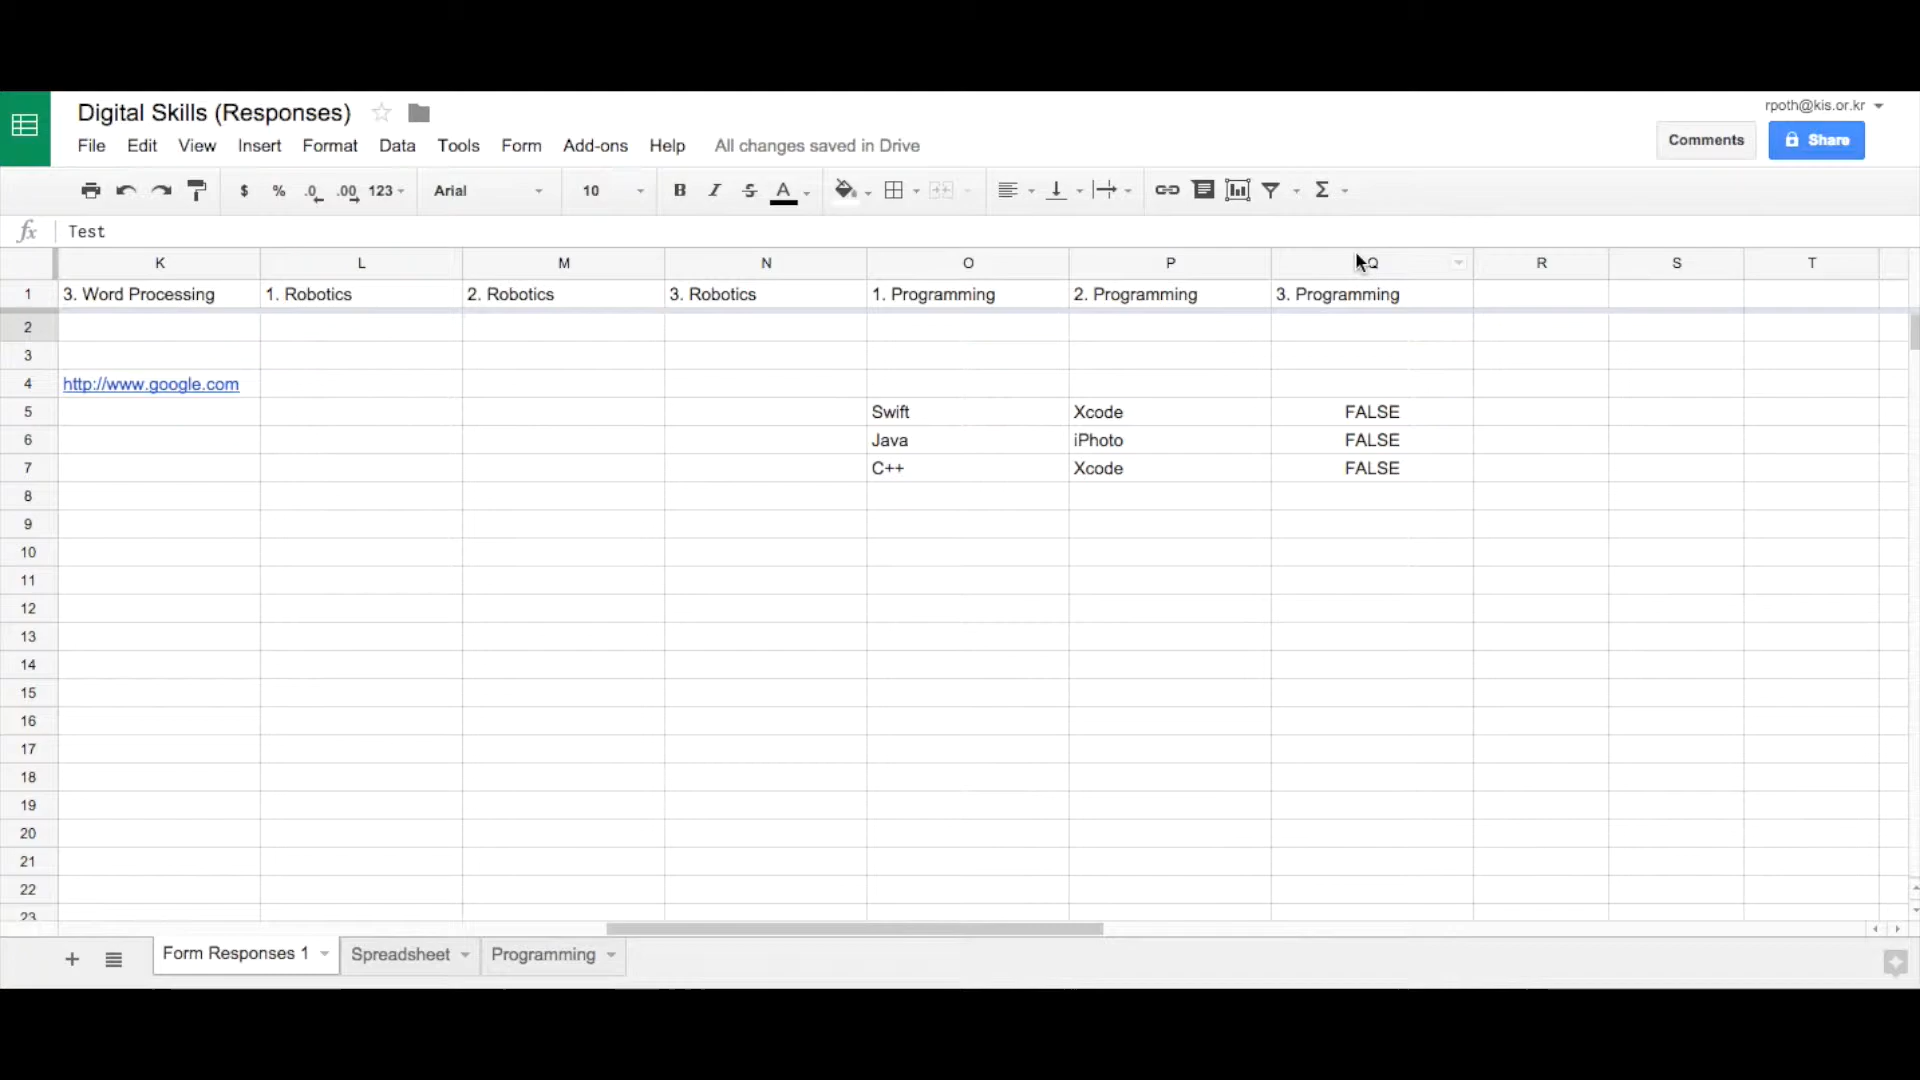 Digital Skills (Responses)
rpoth@kis.or.kr
File Edit View Insert Format Data Tools Form Add-ons Help All changes saved in Drive
Comments Share
$ % .0 .00 123 Arial 10 B I S A Σ
fx Test
K L M N O P Q R S T
1 3. Word Processing 1. Robotics 2. Robotics 3. Robotics 1. Programming 2. Programming 3. Programming
2
3
4 http://www.google.com
5 Swift Xcode FALSE
6 Java iPhoto FALSE
7 C++ Xcode FALSE
8
9
10
11
12
13
14
15
16
17
18
19
20
21
22
23
+ Form Responses 1 Spreadsheet Programming